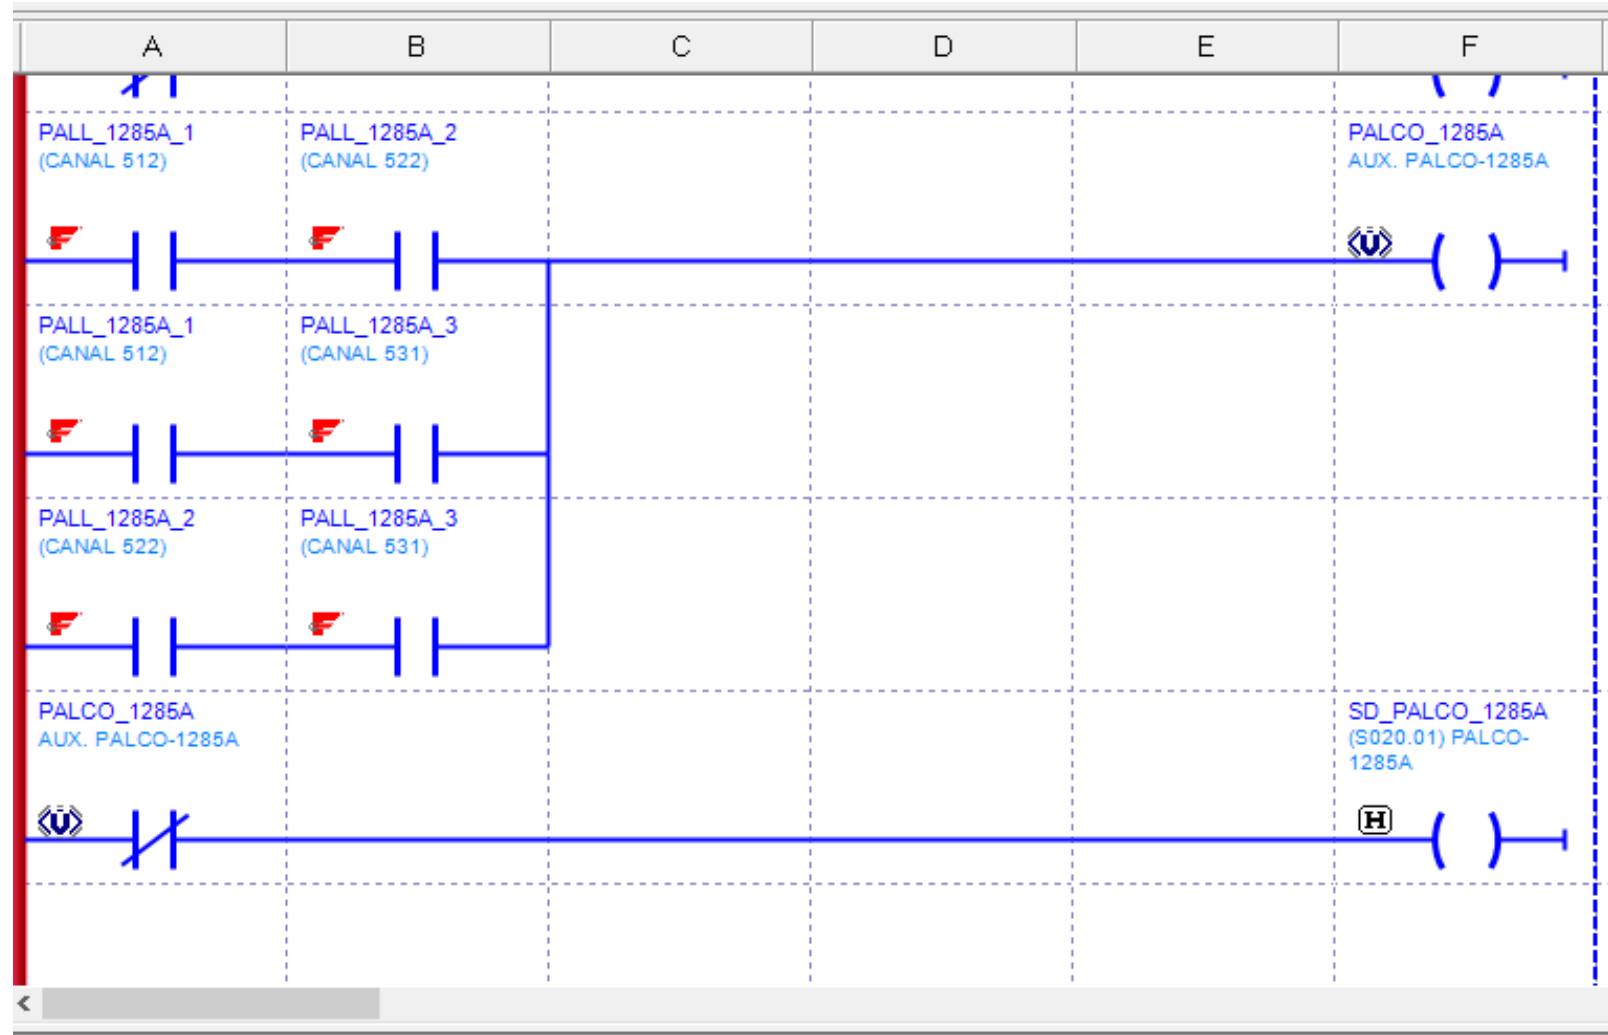 A B C D E F
PALL_1285A_1 PALL_1285A_2 PALCO_1285A
(CANAL 512) (CANAL 522) AUX. PALCO-1285A
F F U
PALL_1285A_1 PALL_1285A_3
(CANAL 512) (CANAL 531)
F F
PALL_1285A_2 PALL_1285A_3
(CANAL 522) (CANAL 531)
F F
PALCO_1285A SD_PALCO_1285A
AUX. PALCO-1285A (S020.01) PALCO-
1285A
U H